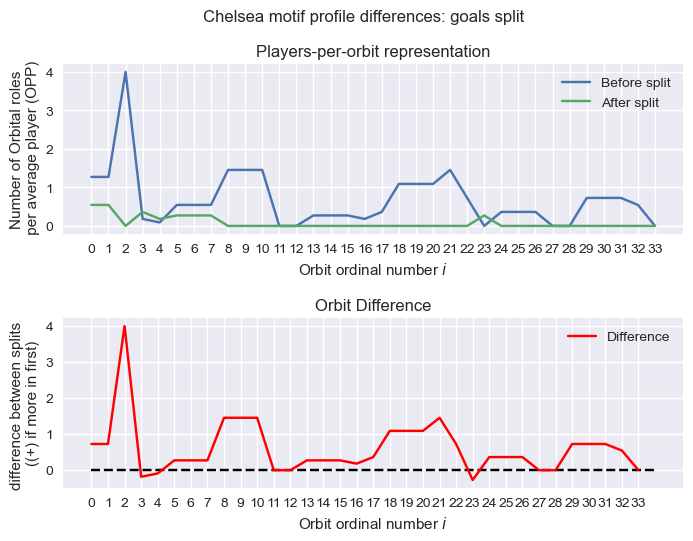 Chelsea motif profile differences: goals split
Players-per-orbit representation
Number of Orbital roles
per average player (OPP)
4
3
2
1
0
Before split
After split
0 1 2 3 4 5 6 7 8 9 10 11 12 13 14 15 16 17 18 19 20 21 22 23 24 25 26 27 28 29 30 31 32 33
Orbit ordinal number i
Orbit Difference
difference between splits
((+) if more in first)
4
3
2
1
0
Difference
0 1 2 3 4 5 6 7 8 9 10 11 12 13 14 15 16 17 18 19 20 21 22 23 24 25 26 27 28 29 30 31 32 33
Orbit ordinal number i